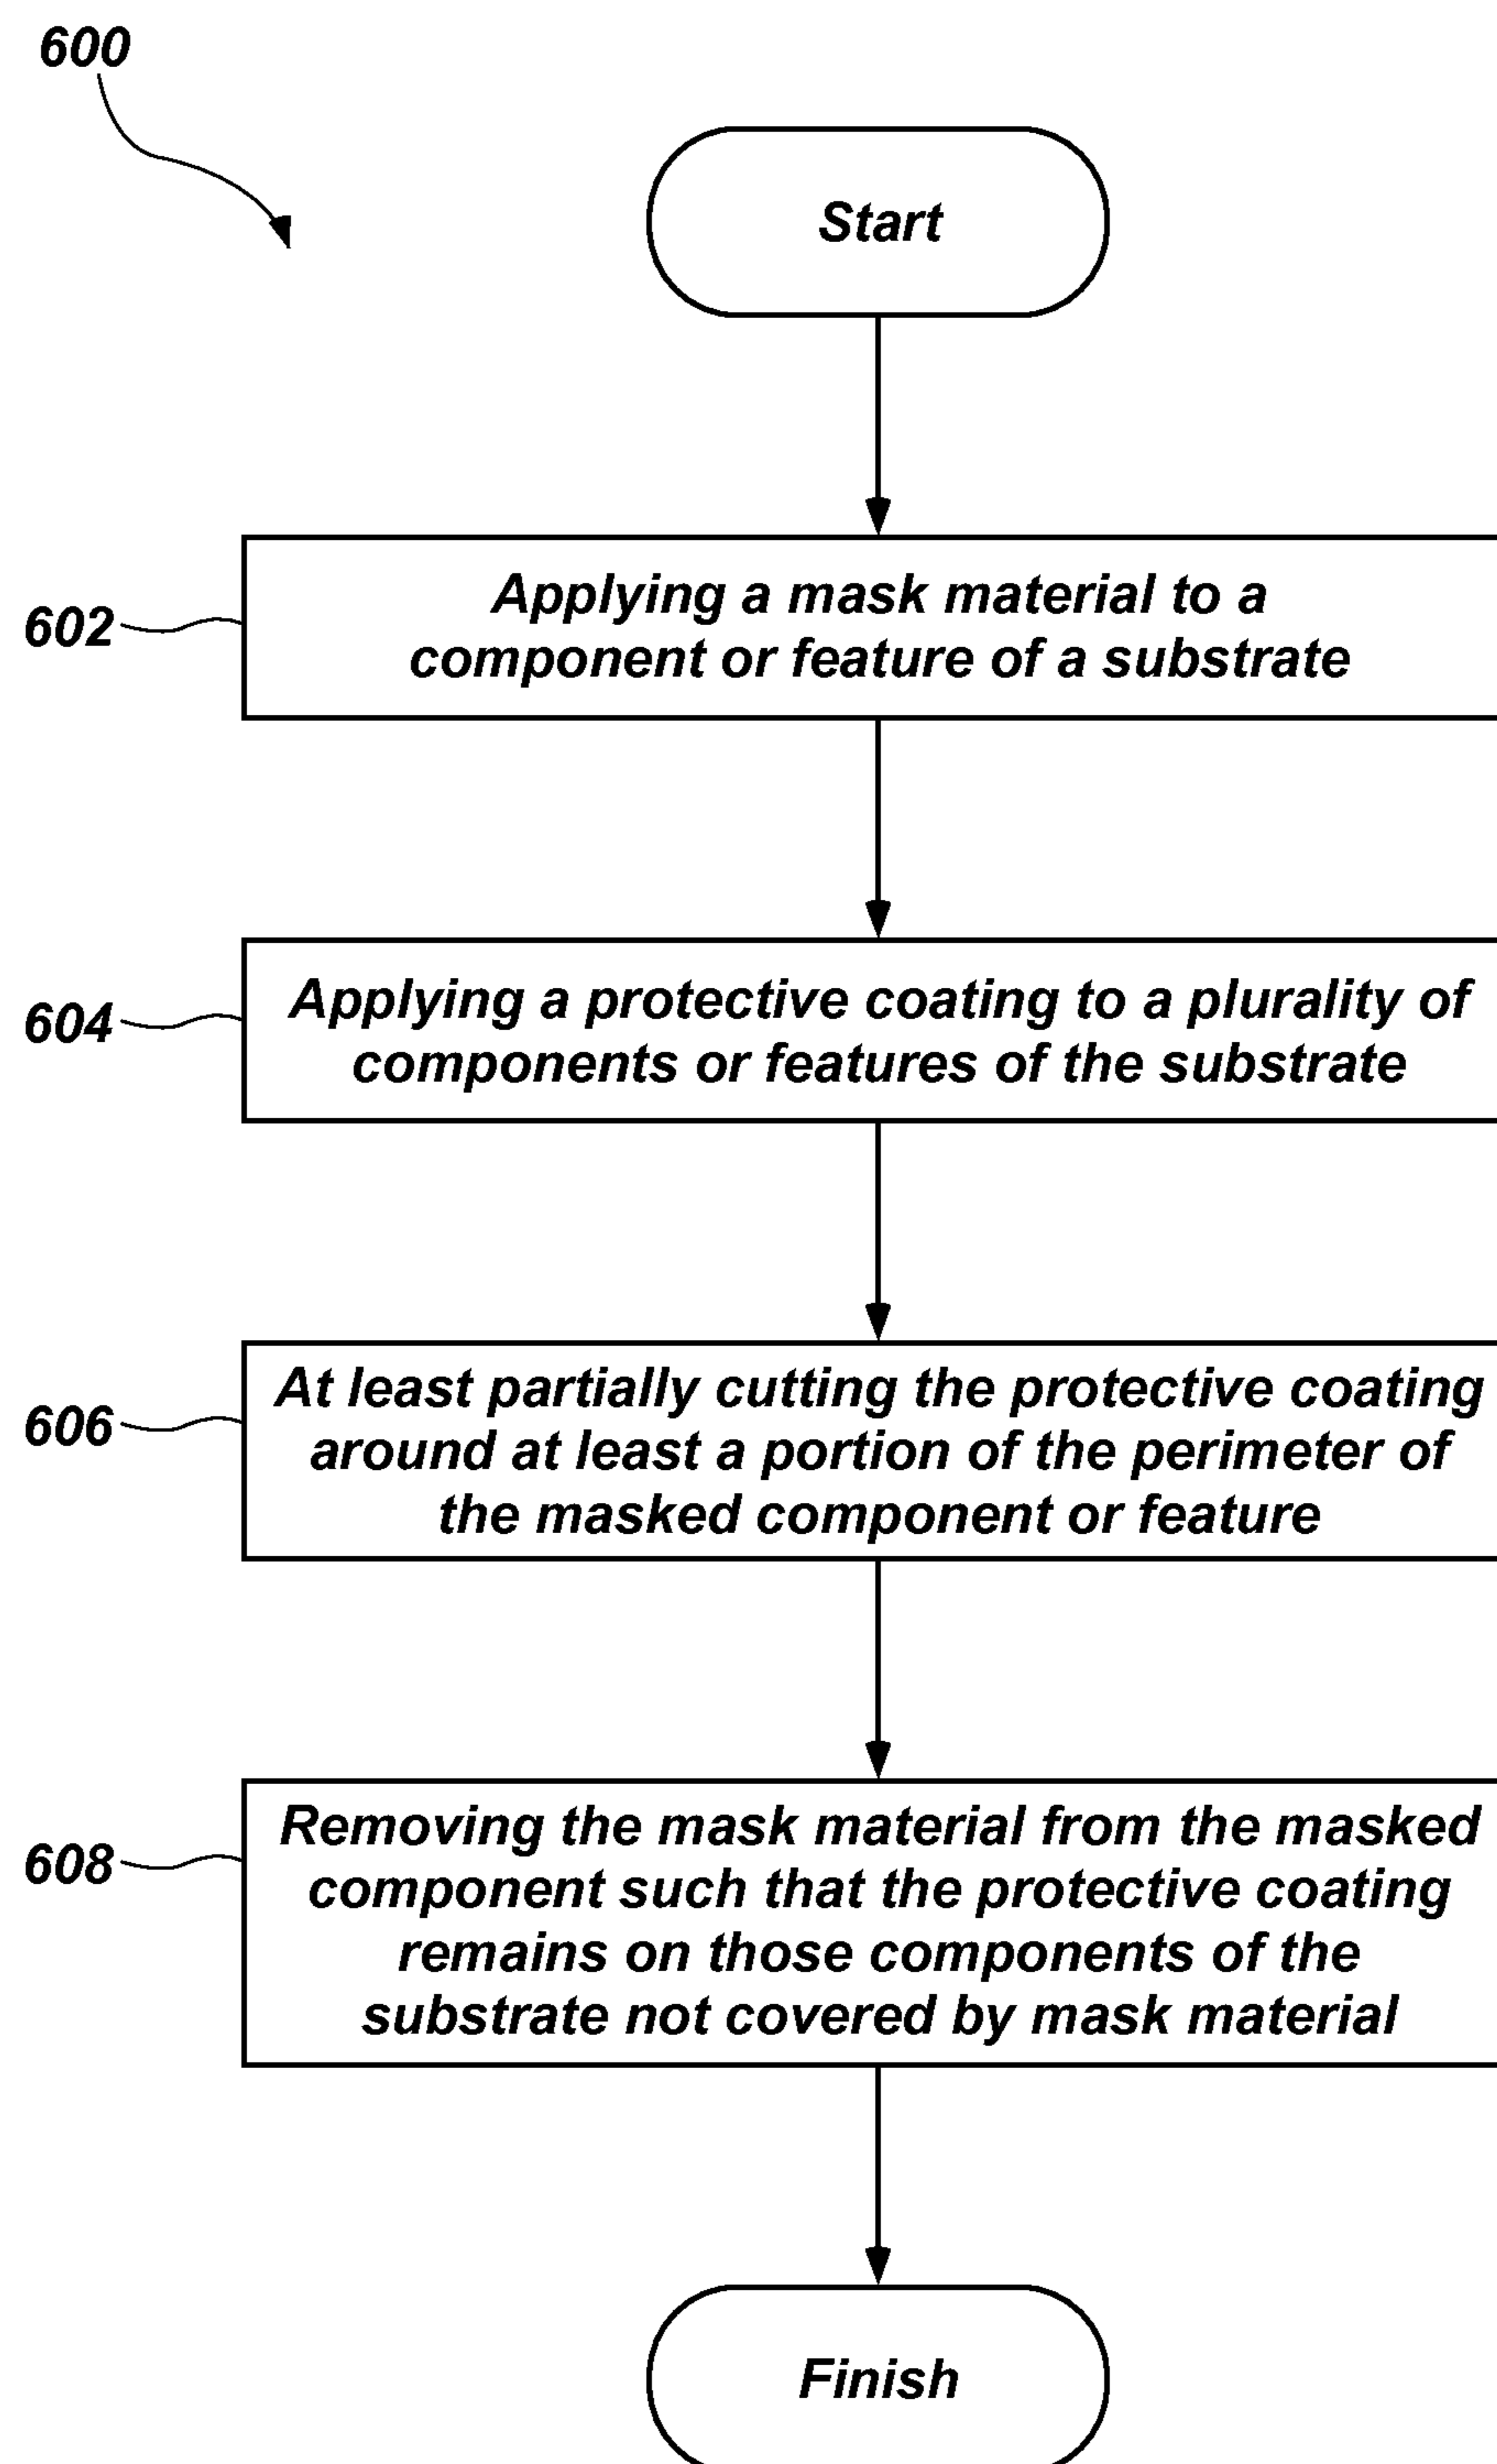 600
Start
602
Applying a mask material to a
component or feature of a substrate
604
Applying a protective coating to a plurality of
components or features of the substrate
606
At least partially cutting the protective coating
around at least a portion of the perimeter of
the masked component or feature
608
Removing the mask material from the masked
component such that the protective coating
remains on those components of the
substrate not covered by mask material
Finish